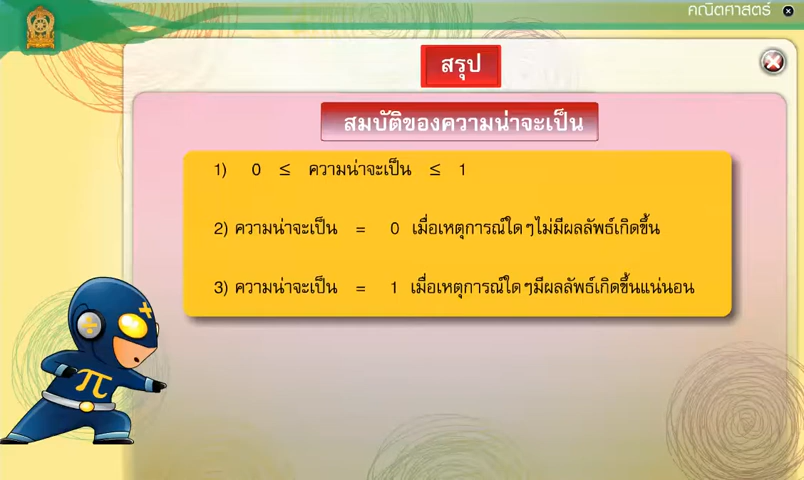 คณิตศาสตร์
สรุป
สมบัติของความน่าจะเป็น
1) 0 ≤ ความน่าจะเป็น ≤ 1
2) ความน่าจะเป็น = 0 เมื่อเหตุการณ์ใดๆไม่มีผลลัพธ์เกิดขึ้น
3) ความน่าจะเป็น = 1 เมื่อเหตุการณ์ใดๆมีผลลัพธ์เกิดขึ้นแน่นอน
π